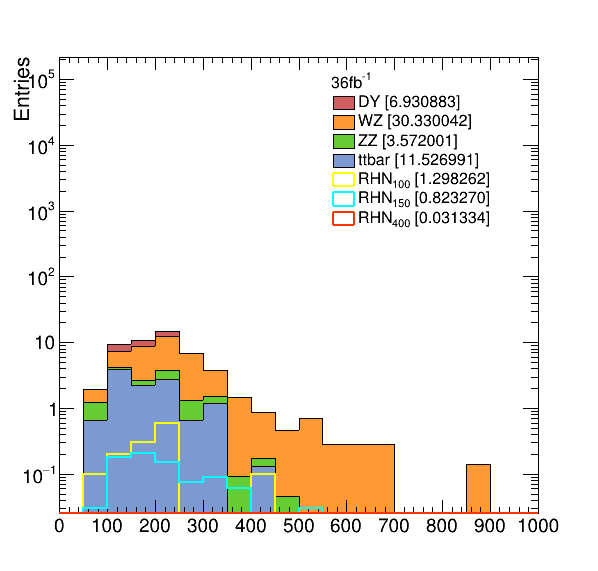 Entries
36fb⁻¹
DY [6.930883]
WZ [30.330042]
ZZ [3.572001]
ttbar [11.526991]
RHN₁₀₀ [1.298262]
RHN₁₅₀ [0.823270]
RHN₄₀₀ [0.031334]
10⁵
10⁴
10³
10²
10
1
10⁻¹
0 100 200 300 400 500 600 700 800 900 1000